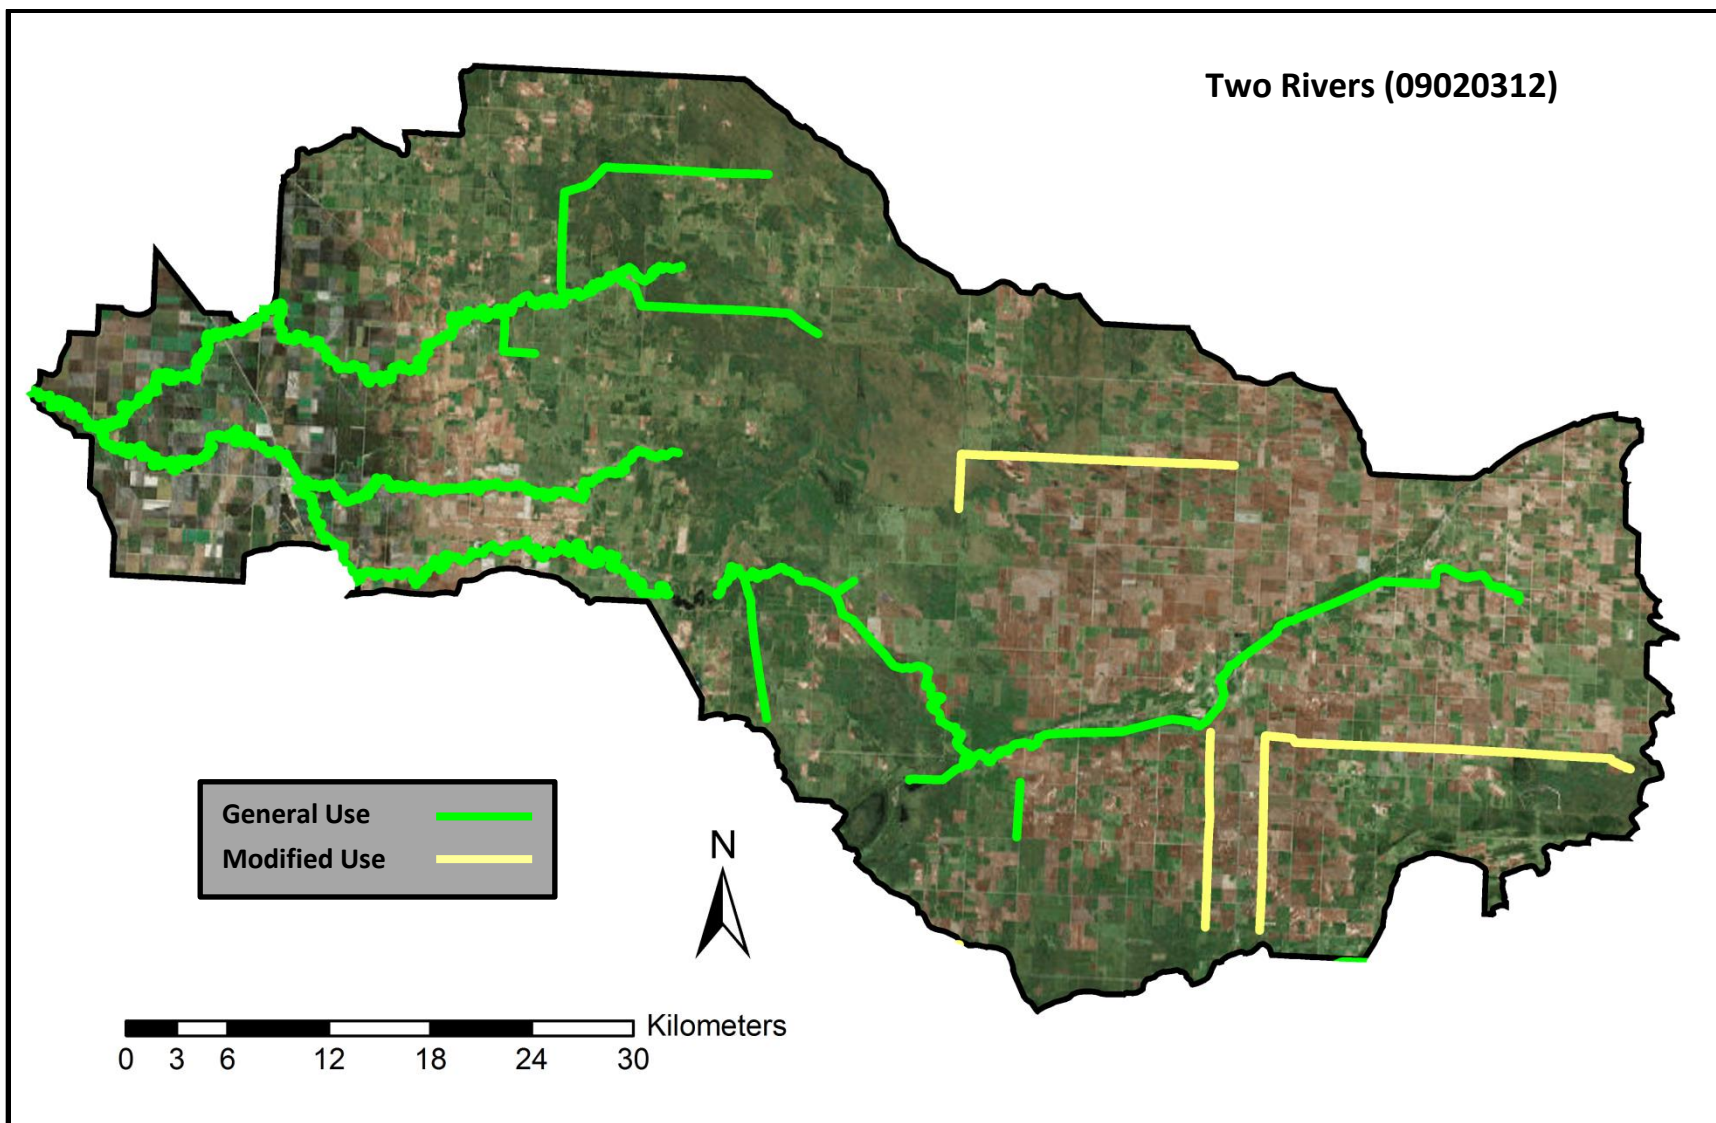 Two Rivers (09020312)
General Use
Modified Use
N
Kilometers
0 3 6 12 18 24 30